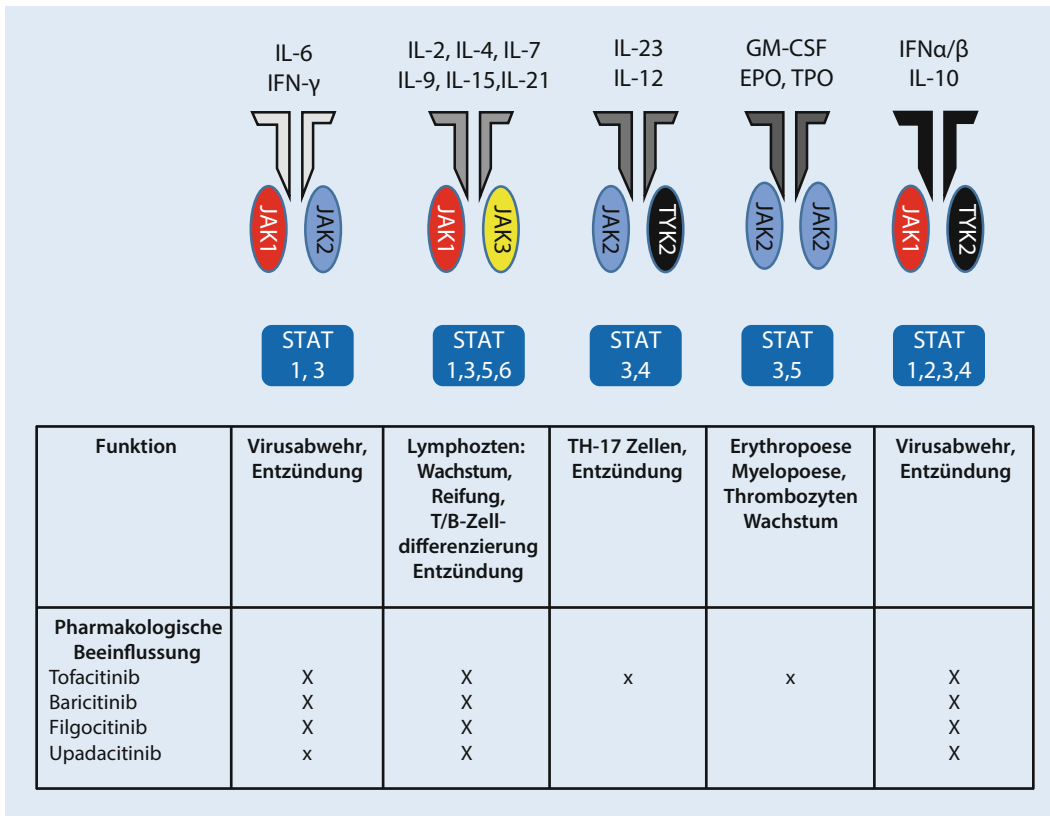 IL-6
IFN-γ
IL-2, IL-4, IL-7
IL-9, IL-15,IL-21
IL-23
IL-12
GM-CSF
EPO, TPO
IFNα/β
IL-10
JAK1
JAK2
JAK1
JAK3
JAK2
TYK2
JAK2
JAK2
JAK1
TYK2
STAT
1, 3
STAT
1,3,5,6
STAT
3,4
STAT
3,5
STAT
1,2,3,4
Funktion
Virusabwehr,
Entzündung
Lymphozten:
Wachstum,
Reifung,
T/B-Zell-
differenzierung
Entzündung
TH-17 Zellen,
Entzündung
Erythropoese
Myelopoese,
Thrombozyten
Wachstum
Virusabwehr,
Entzündung
Pharmakologische
Beeinflussung
Tofacitinib X X x x X
Baricitinib X X X
Filgocitinib X X X
Upadacitinib x X X